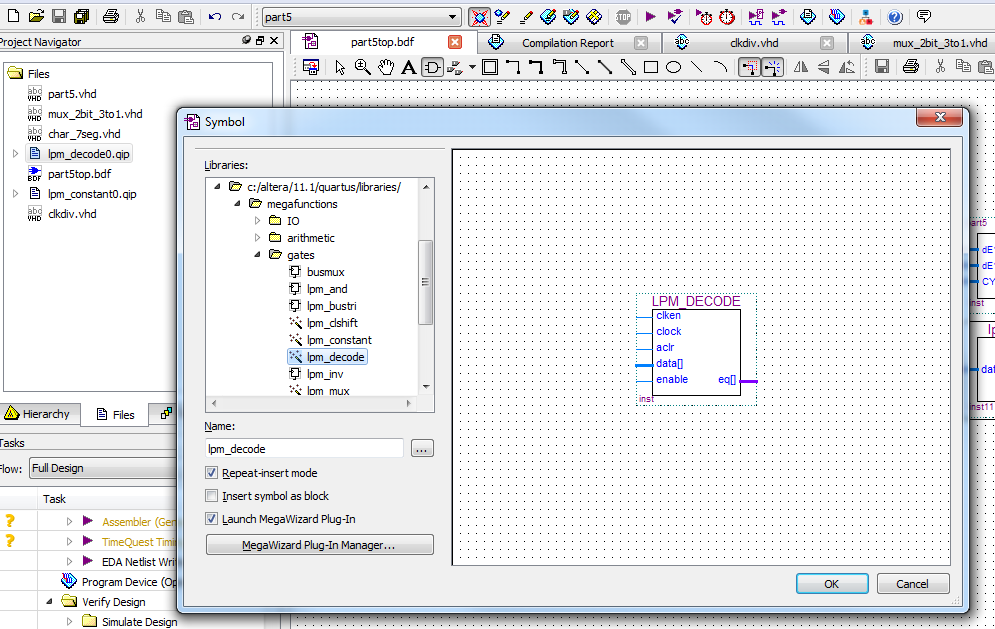 part5
Project Navigator
part5top.bdf
Compilation Report
clkdiv.vhd
mux_2bit_3to1.vhd
Files
part5.vhd
mux_2bit_3to1.vhd
char_7seg.vhd
lpm_decode0.qip
part5top.bdf
lpm_constant0.qip
clkdiv.vhd
Hierarchy
Files
Tasks
Flow:
Full Design
Task
Assembler (Gen
TimeQuest Timi
EDA Netlist Writ
Program Device (Op
Verify Design
Simulate Design
Symbol
Libraries:
c:/altera/11.1/quartus/libraries/
megafunctions
IO
arithmetic
gates
busmux
lpm_and
lpm_bustri
lpm_clshift
lpm_constant
lpm_decode
lpm_inv
lpm_mux
Name:
lpm_decode
...
Repeat-insert mode
Insert symbol as block
Launch MegaWizard Plug-In
MegaWizard Plug-In Manager...
LPM_DECODE
clken
clock
aclr
data[]
enable eq[]
inst
OK
Cancel
part5
dE
dE
CY
inst
dat
inst11